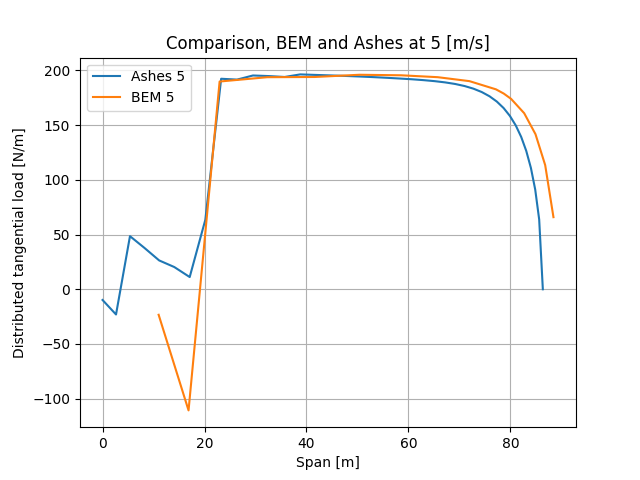 Comparison, BEM and Ashes at 5 [m/s]
Ashes 5
BEM 5
200
150
100
50
0
−50
−100
Distributed tangential load [N/m]
0 20 40 60 80
Span [m]